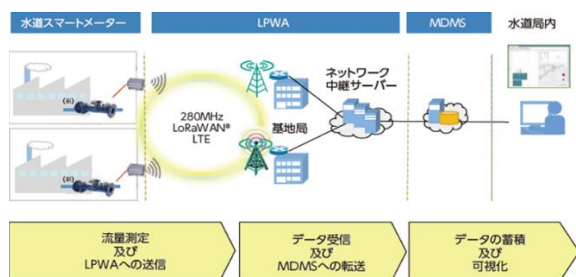 水道スマートメーター
LPWA
MDMS
水道局内
280MHz
LoRaWAN®
LTE
基地局
ネットワーク
中継サーバー
流量測定
及び
LPWAへの送信
データ受信
及び
MDMSへの転送
データの蓄積
及び
可視化